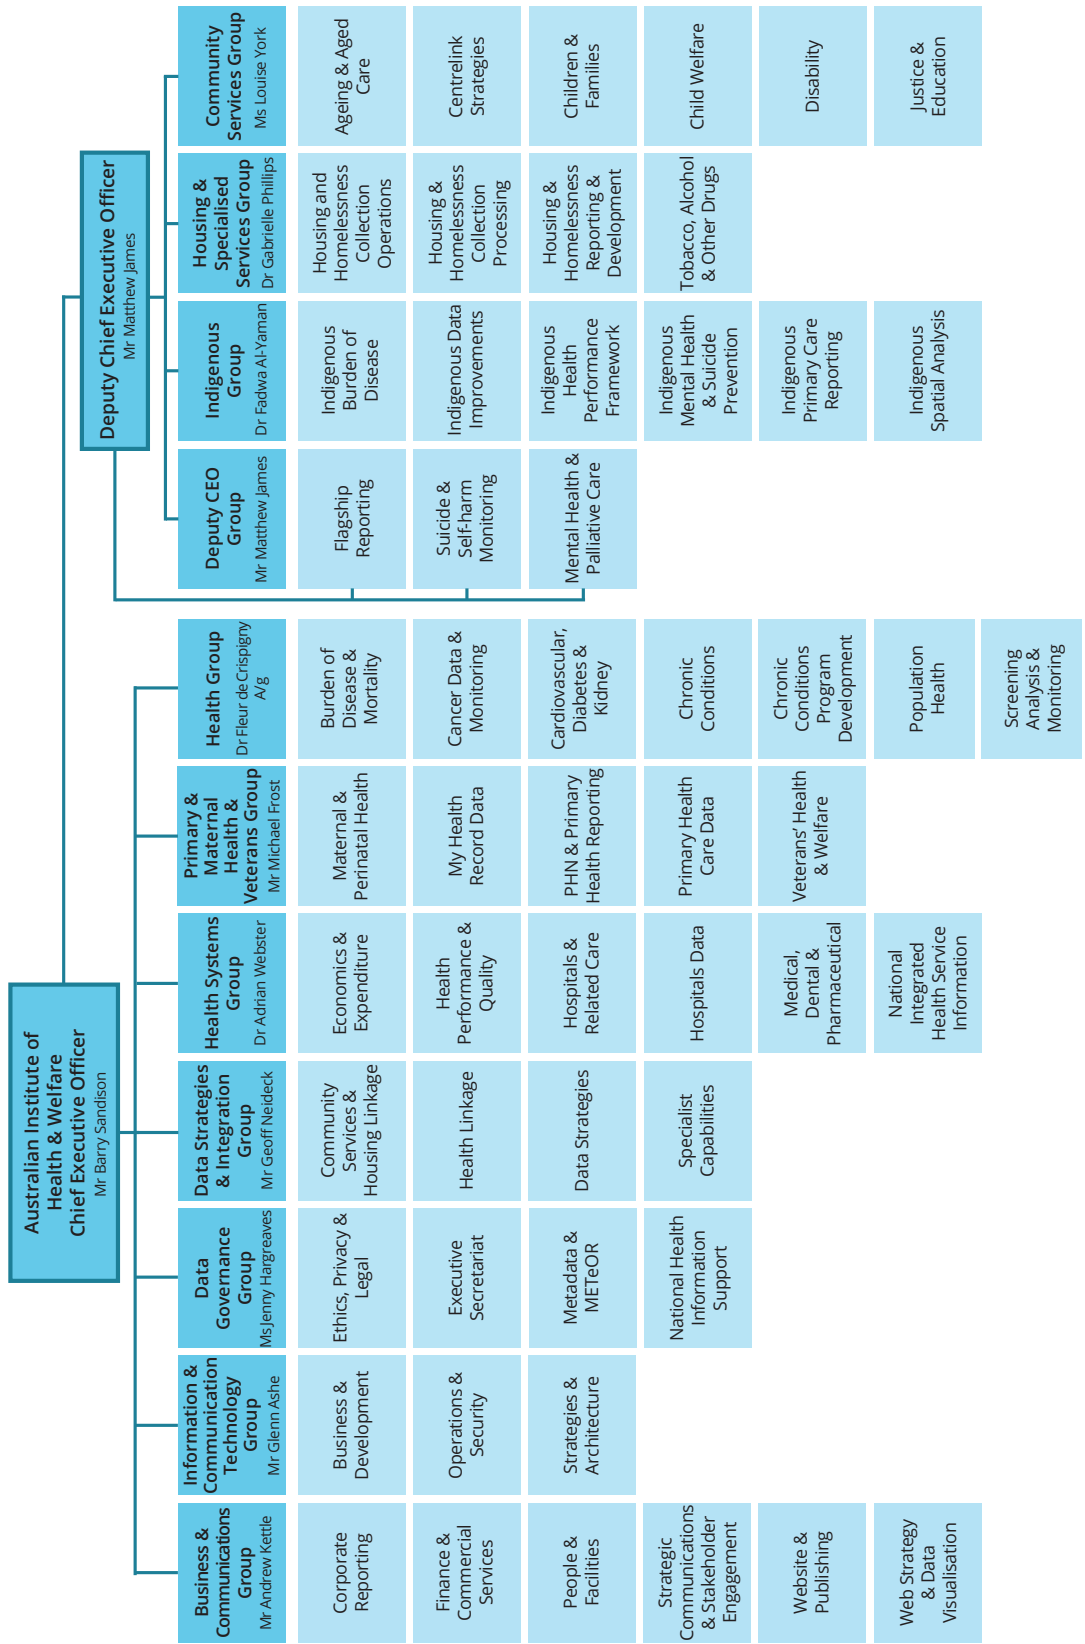 Australian Institute of
Health & Welfare
Chief Executive Officer
Mr Barry Sandison
Deputy Chief Executive Officer
Mr Matthew James
Business &
Communications
Group
Mr Andrew Kettle
Corporate
Reporting
Finance &
Commercial
Services
People &
Facilities
Strategic
Communications
& Stakeholder
Engagement
Website &
Publishing
Web Strategy
& Data
Visualisation
Information &
Communication
Technology
Group
Mr Glenn Ashe
Business &
Development
Operations &
Security
Strategies &
Architecture
Data
Governance
Group
Ms Jenny Hargreaves
Ethics, Privacy &
Legal
Executive
Secretariat
Metadata &
METeOR
National Health
Information
Support
Data Strategies
& Integration
Group
Mr Geoff Neideck
Community
Services &
Housing Linkage
Health Linkage
Data Strategies
Specialist
Capabilities
Health Systems
Group
Dr Adrian Webster
Economics &
Expenditure
Health
Performance &
Quality
Hospitals &
Related Care
Hospitals Data
Medical,
Dental &
Pharmaceutical
National
Integrated
Health Service
Information
Primary &
Maternal
Health &
Veterans Group
Mr Michael Frost
Maternal &
Perinatal Health
My Health
Record Data
PHN & Primary
Health Reporting
Primary Health
Care Data
Veterans’ Health
& Welfare
Health Group
Dr Fleur de Crispigny
A/g
Burden of
Disease &
Mortality
Cancer Data &
Monitoring
Cardiovascular,
Diabetes &
Kidney
Chronic
Conditions
Chronic
Conditions
Program
Development
Population
Health
Screening
Analysis &
Monitoring
Deputy CEO
Group
Mr Matthew James
Flagship
Reporting
Suicide &
Self-harm
Monitoring
Mental Health &
Palliative Care
Indigenous
Group
Dr Fadwa Al-Yaman
Indigenous
Burden of
Disease
Indigenous Data
Improvements
Indigenous
Health
Performance
Framework
Indigenous
Mental Health
& Suicide
Prevention
Indigenous
Primary Care
Reporting
Indigenous
Spatial Analysis
Housing &
Specialised
Services Group
Dr Gabrielle Phillips
Housing and
Homelessness
Collection
Operations
Housing &
Homelessness
Collection
Processing
Housing &
Homelessness
Reporting &
Development
Tobacco, Alcohol
& Other Drugs
Community
Services Group
Ms Louise York
Ageing & Aged
Care
Centrelink
Strategies
Children &
Families
Child Welfare
Disability
Justice &
Education